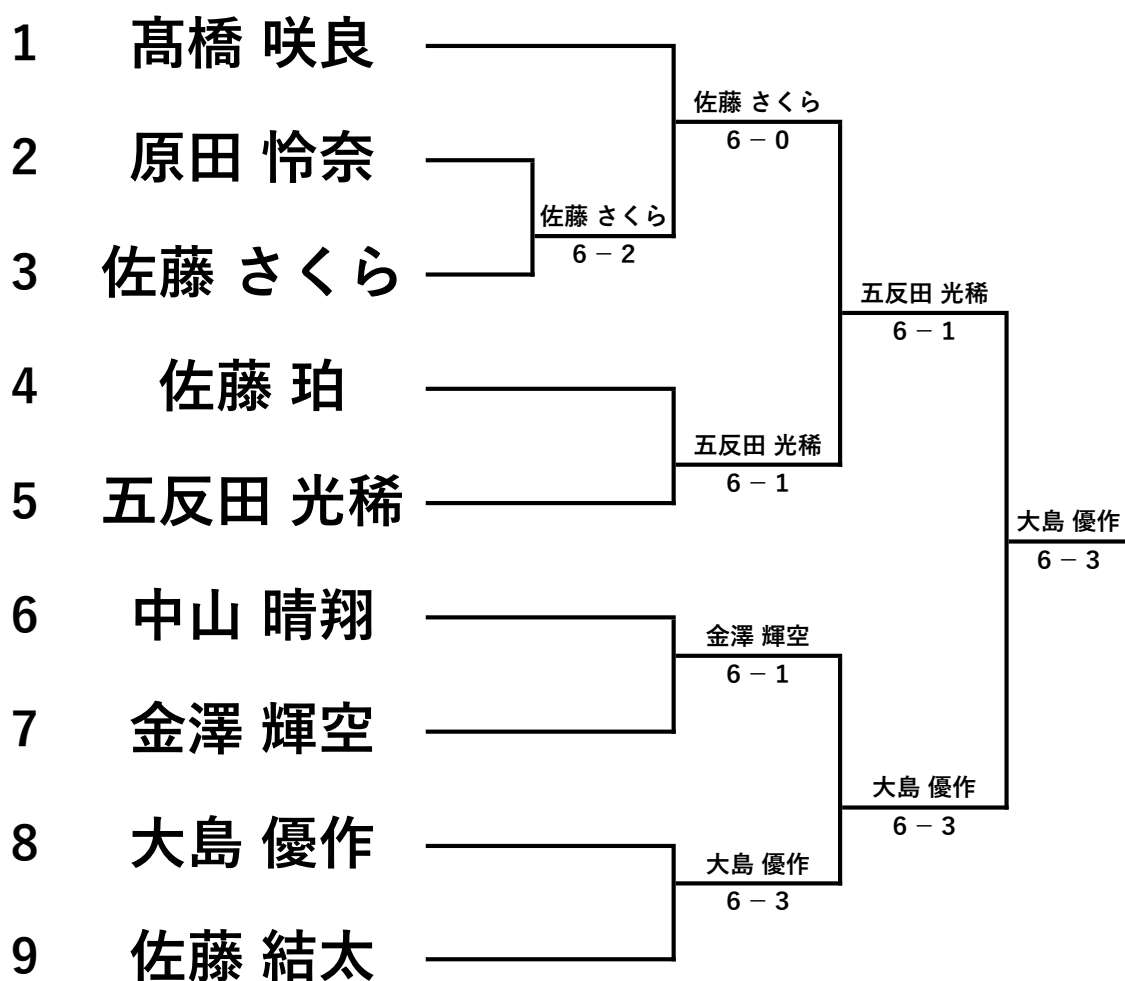 1 髙橋 咲良
佐藤 さくら
6 – 0
2 原田 怜奈
佐藤 さくら
6 – 2
3 佐藤 さくら
五反田 光稀
6 – 1
4 佐藤 珀
五反田 光稀
6 – 1
5 五反田 光稀
大島 優作
6 – 3
6 中山 晴翔
金澤 輝空
6 – 1
7 金澤 輝空
大島 優作
6 – 3
8 大島 優作
大島 優作
6 – 3
9 佐藤 結太